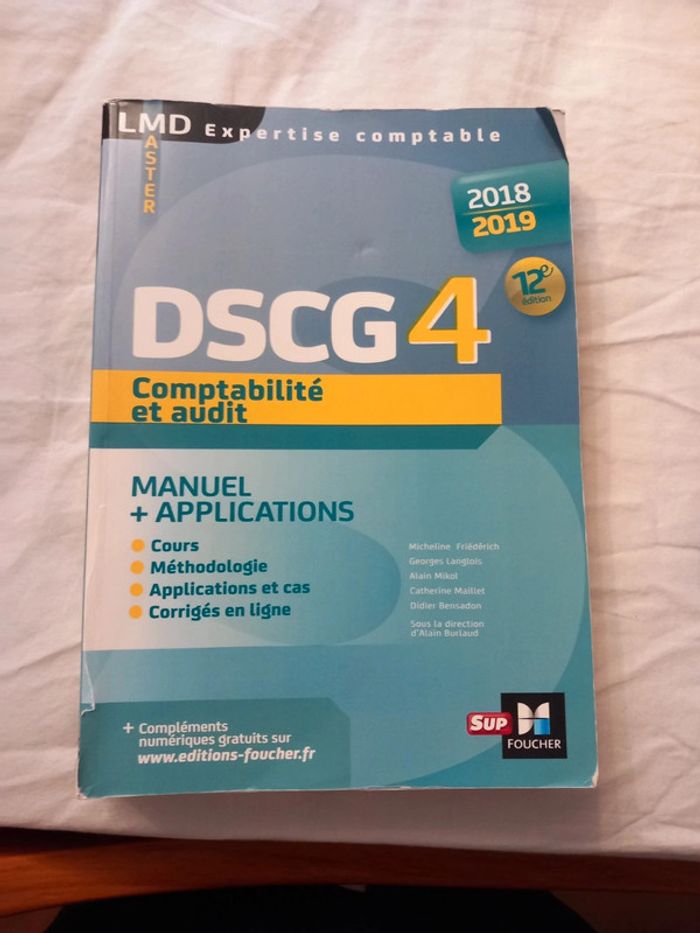 LMD Expertise comptable
MASTER
2018
2019
12e édition
DSCG 4
Comptabilité
et audit
MANUEL
+ APPLICATIONS
Cours
Méthodologie
Applications et cas
Corrigés en ligne
Micheline Friédérich
Georges Langlois
Alain Mikol
Catherine Maillet
Didier Bensadon
Sous la direction
d'Alain Burlaud
+ Compléments
numériques gratuits sur
www.editions-foucher.fr
SUP
FOUCHER